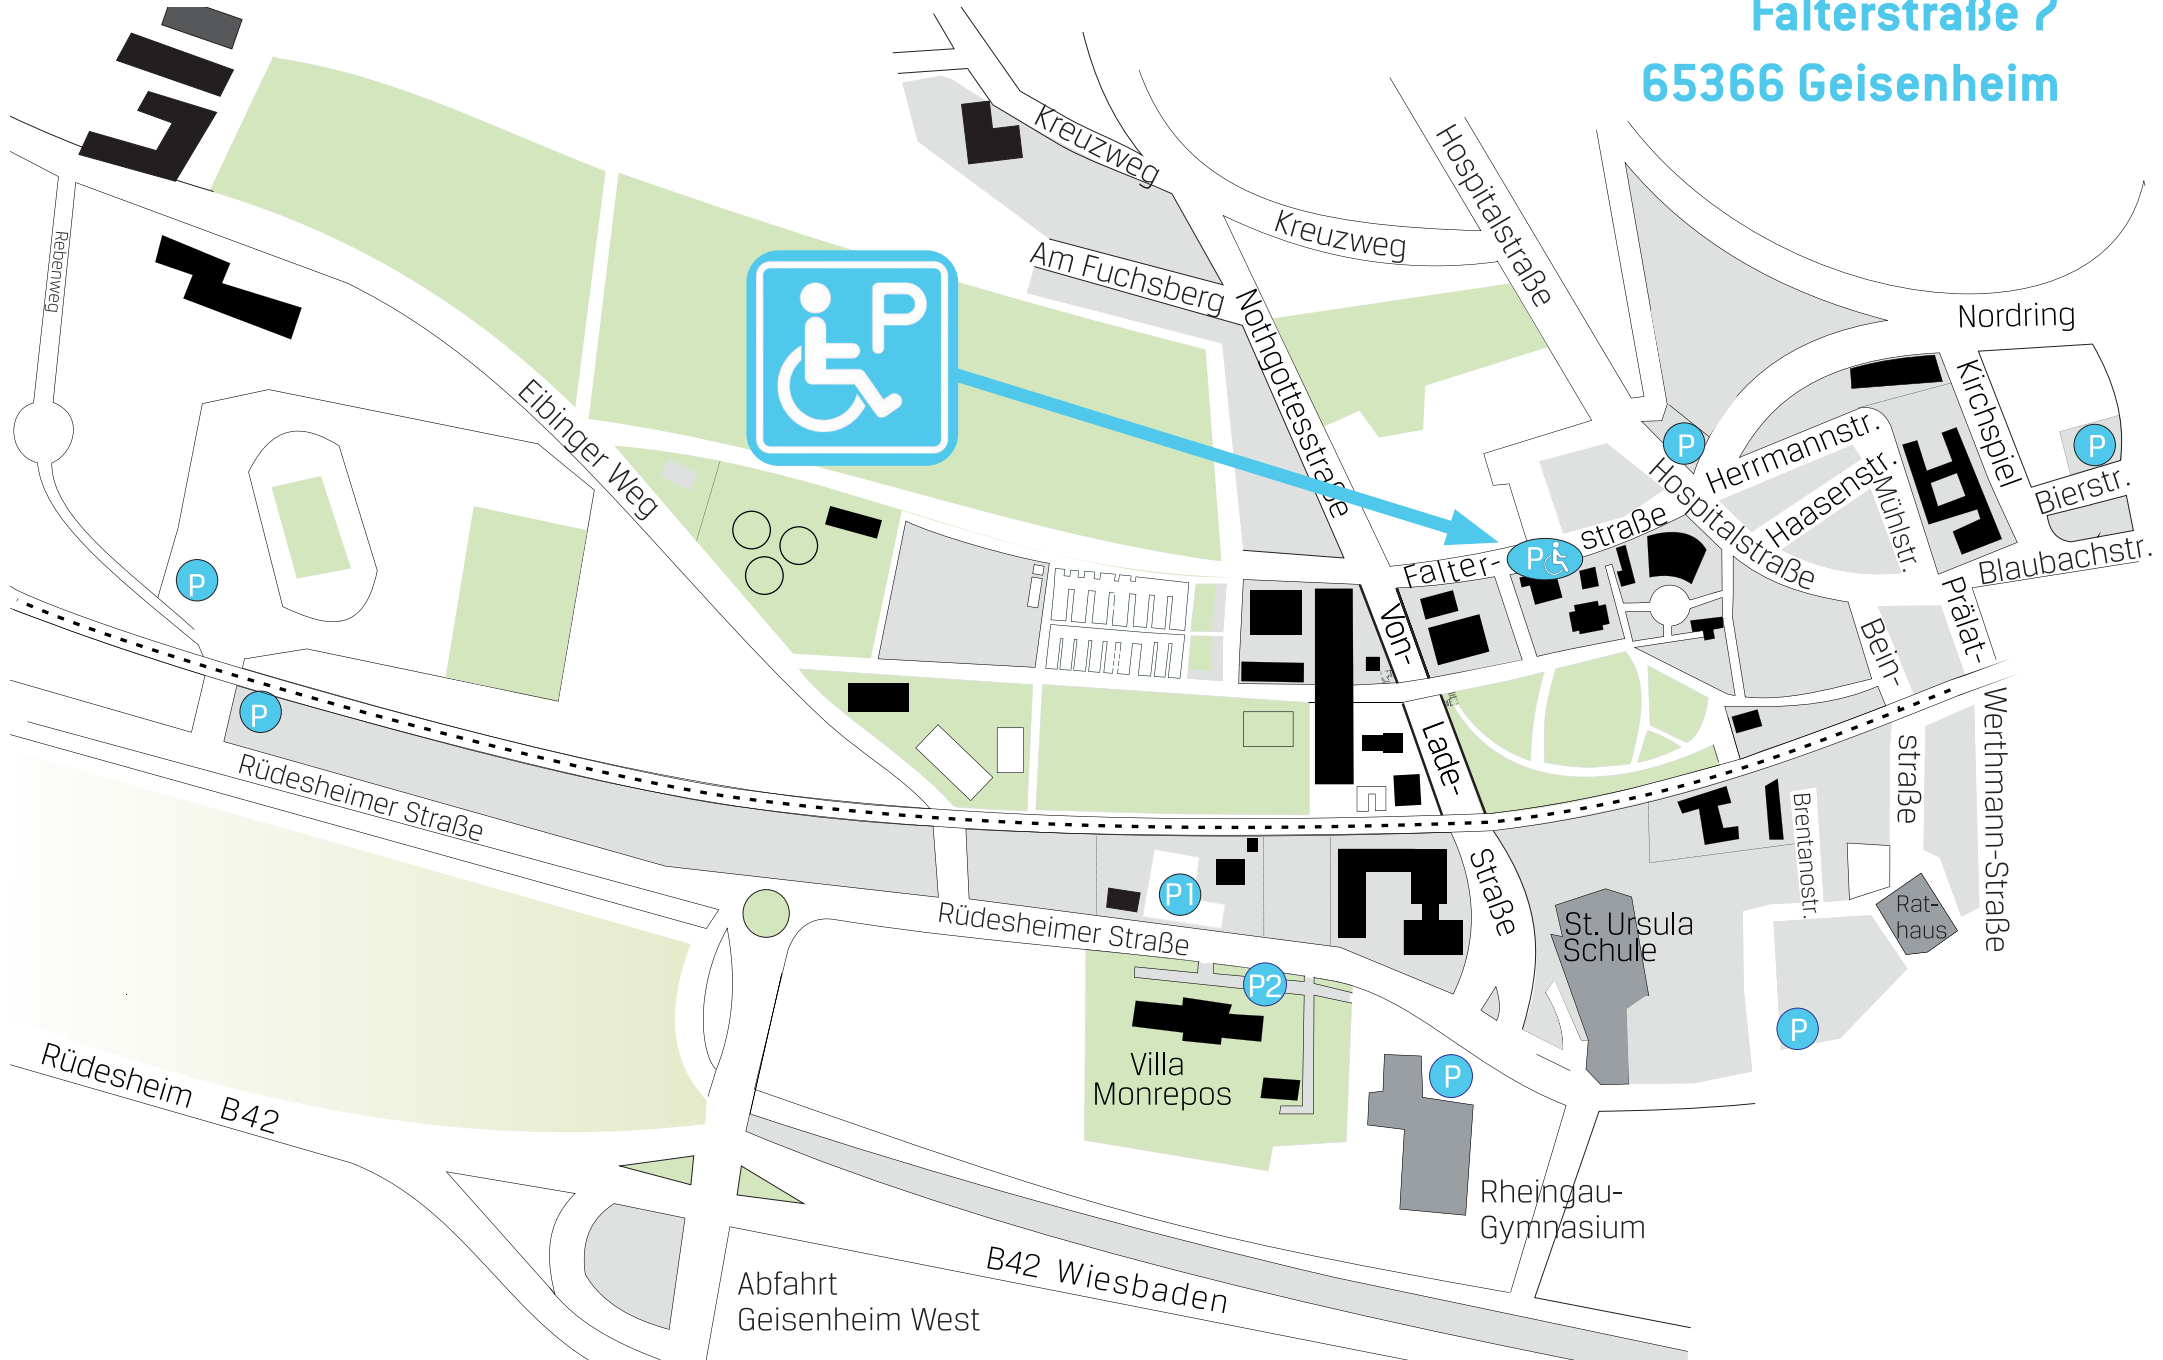 Falterstraße 7
65366 Geisenheim
Kreuzweg
Kreuzweg
Hospitalstraße
Am Fuchsberg
Nothgottesstraße
Nordring
Rebenweg
P
Kirchspiel
Eibinger Weg
P
P
Herrmannstr.
Hospitalstraße
Haasenstr.
Mühlstr.
Bierstr.
Blaubachstr.
Falter-
P
straße
P
Von-
Bein-
Prälat-
P
Lade-
straße
Werthmann-Straße
Rüdesheimer Straße
Brentanostr.
Straße
P1
Rüdesheimer Straße
St. Ursula
Schule
Rat-
haus
P2
P
Villa
Monrepos
P
Rüdesheim B42
Rheingau-
Gymnasium
B42 Wiesbaden
Abfahrt
Geisenheim West